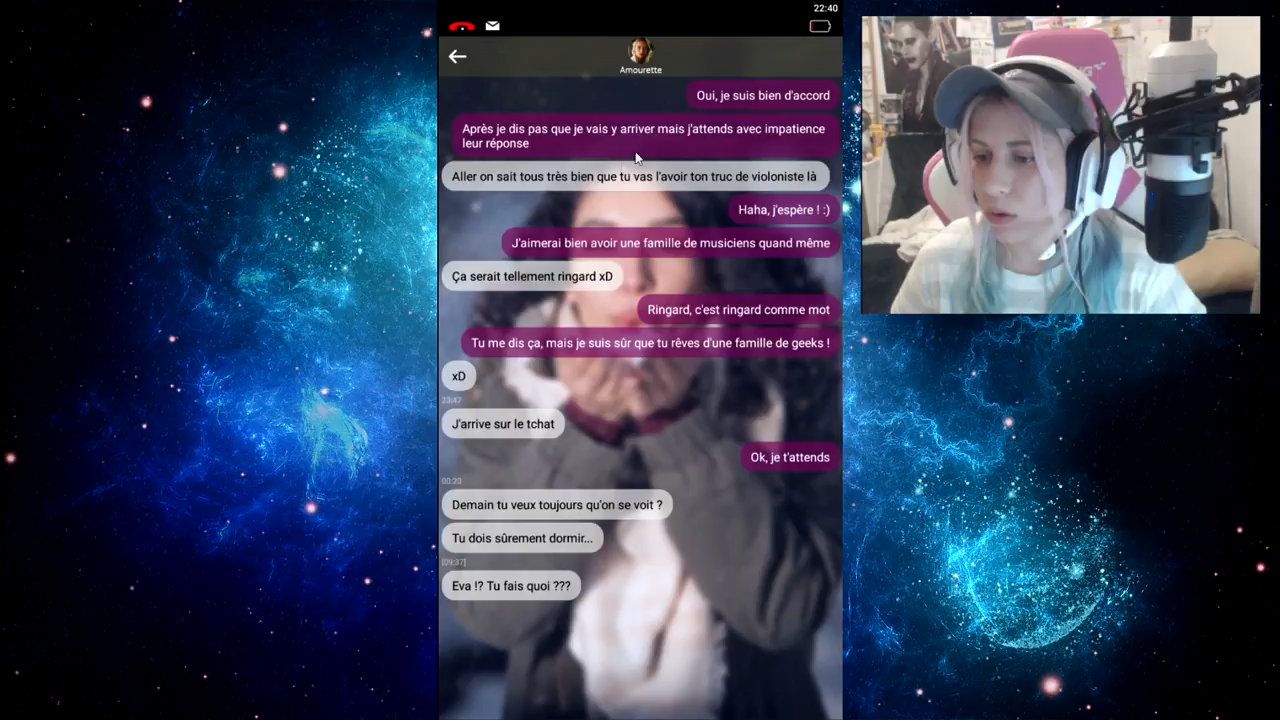 22:40
Amourette
Oui, je suis bien d'accord
Après je dis pas que je vais y arriver mais j'attends avec impatience
leur réponse
Aller on sait tous très bien que tu vas l'avoir ton truc de violoniste là
Haha, j'espère ! :)
J'aimerai bien avoir une famille de musiciens quand même
Ça serait tellement ringard xD
Ringard, c'est ringard comme mot
Tu me dis ça, mais je suis sûr que tu rêves d'une famille de geeks !
xD
23:47
J'arrive sur le tchat
Ok, je t'attends
00:20
Demain tu veux toujours qu'on se voit ?
Tu dois sûrement dormir...
[09:37]
Eva !? Tu fais quoi ???